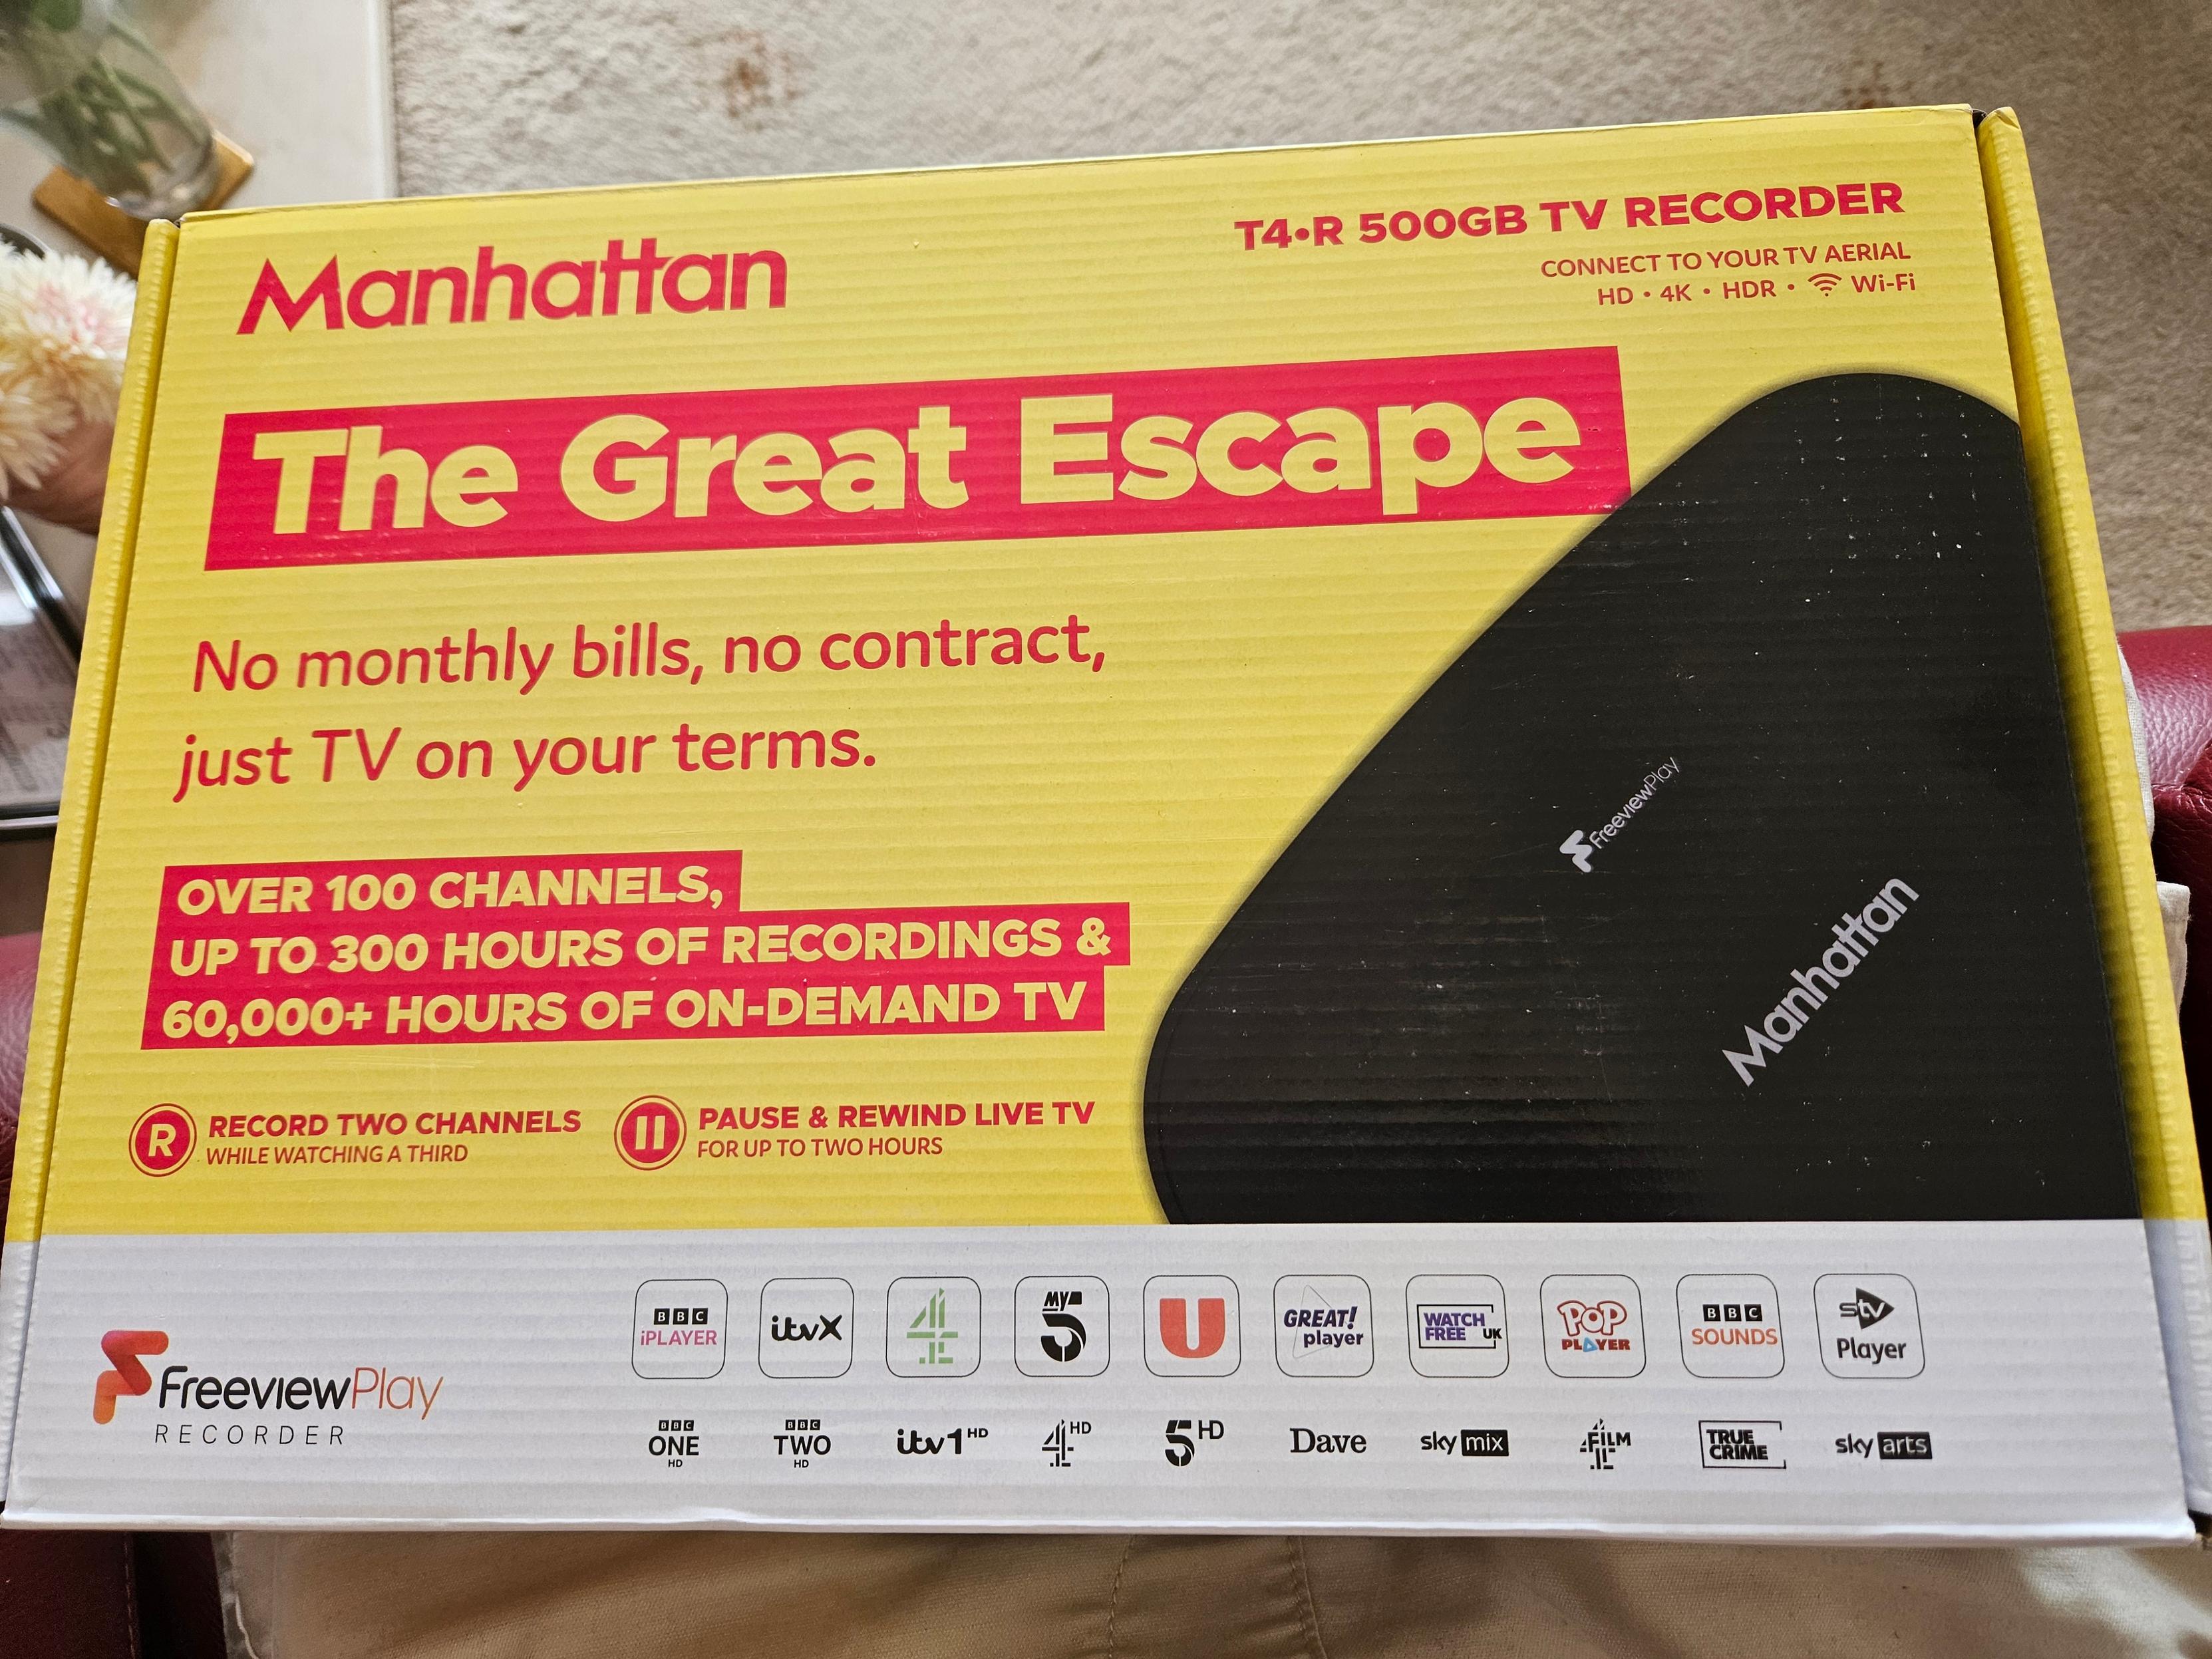 Manhattan
T4•R 500GB TV RECORDER
CONNECT TO YOUR TV AERIAL
HD • 4K • HDR • Wi-Fi
The Great Escape
No monthly bills, no contract,
just TV on your terms.
OVER 100 CHANNELS,
UP TO 300 HOURS OF RECORDINGS &
60,000+ HOURS OF ON-DEMAND TV
R RECORD TWO CHANNELS
WHILE WATCHING A THIRD
PAUSE & REWIND LIVE TV
FOR UP TO TWO HOURS
FreeviewPlay
Manhattan
FreeviewPlay
RECORDER
BBC
iPLAYER
itvX
4
MY5
U
GREAT!
player
WATCH
FREE UK
POP
PLAYER
BBC
SOUNDS
stv
Player
BBC
ONE
HD
BBC
TWO
HD
itv1 HD
4 HD
5 HD
Dave
sky mix
FILM4
TRUE
CRIME
sky arts